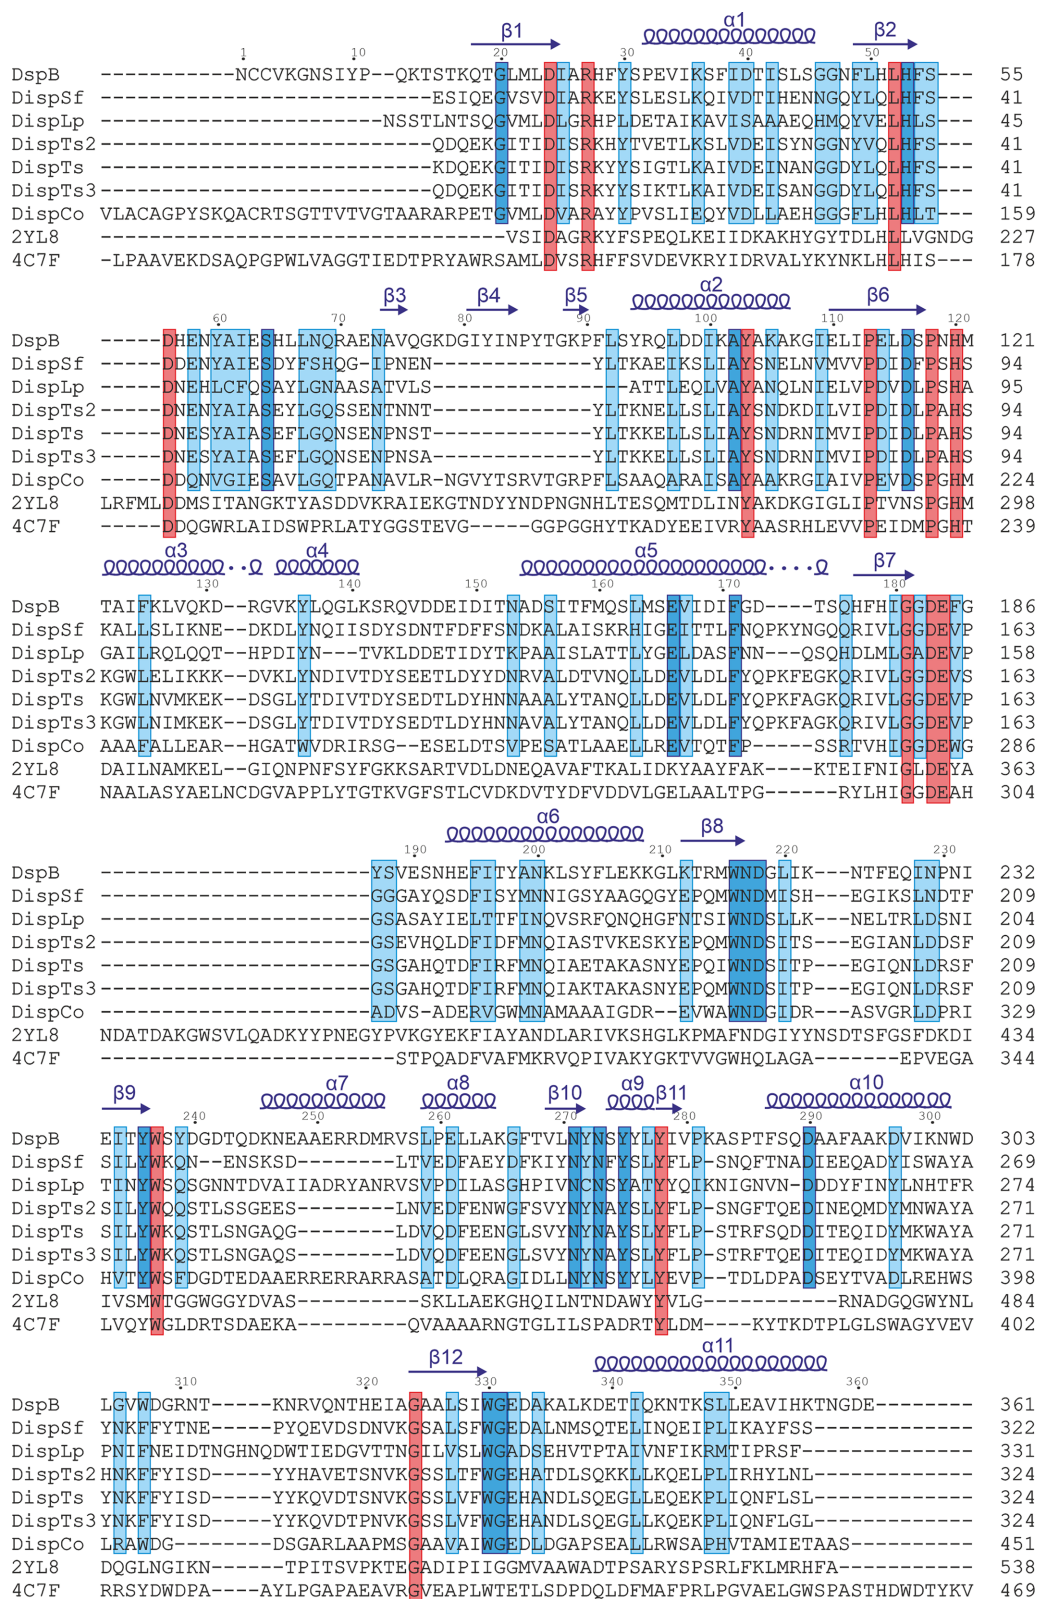 α1
β1 β2
1 10 20 30 40 50
DspB -----------NCCVKGNSIYP--QKTSTKQTGLMLDIARHFYSPEVIKSFIDTISLSGGNFLHLHFS--- 55
DispSf ---------------------------ESIQEGVSVDIARKEYSLESLKQIVDTIHENNGQYLQLHFS--- 41
DispLp -----------------------NSSTLNTSQGVMLDLGRHPLDETAIKAVISAAAEQHMQYVELHLS--- 45
DispTs2 ---------------------------QDQEKGITIDISRKHYTVETLKSLVDEISYNGGNYVQLHFS--- 41
DispTs ---------------------------KDQEKGITIDISRKYYSIGTLKAIVDEINANGGDYLQLHFS--- 41
DispTs3 ---------------------------QDQEKGITIDISRKYYSIKTLKAIVDEISANGGDYLQLHFS--- 41
DispCo VLACAGPYSKQACRTSGTTVTVGTAARARPETGVMLDVARAYYPVSLIEQYVDLLAEHGGGFLHLHLT--- 159
2YL8 ---------------------------------VSIDAGRKYFSPEQLKEIIDKAKHYGYTDLHLLVGNDG 227
4C7F -LPAAVEKDSAQPGPWLVAGGTIEDTPRYAWRSAMLDVSRHFFSVDEVKRYIDRVALYKYNKLHLHIS--- 178
α2
β3 β4 β5 β6
60 70 80 90 100 110 120
DspB -----DHENYAIESHLLNQRAENAVQGKDGIYINPYTGKPFLSYRQLDDIKAYAKAKGIELIPELDSPNHM 121
DispSf -----DDENYAIESDYFSHQG-IPNEN-------------YLTKAEIKSLIAYSNELNVMVVPDIDFPSHS 94
DispLp -----DNEHLCFQSAYLGNAASATVLS-------------ATTLEQLVAYANQLNIELVPDVDLPSHS 95
DispTs2 -----DNENYAIASEYLGQSSENTNNT-------------YLTKNELLSLIAYSNDKDILVIPDIDLPAHS 94
DispTs -----DNESYAIASEFLGQNSENPNST-------------YLTKKELLSLIAYSNDRNIMVIPDIDLPAHS 94
DispTs3 -----DNESYAIASEFLGQNSENPNSA-------------YLTKKELLSLIAYSNDRNIMVIPDIDLPAHS 94
DispCo -----DDQNVGIESAVLGQTPANAVLR-NGVYTSRVTGRPFLSAAQARAISAYAAKRGIAIVPEVDSPGHM 224
2YL8 LRFMLDDMSITANGKTYASDDVKRAIEKGTNDYYNDPNGNHLTESQMTDLINYAKDKGIGLIPTVNSPGHM 298
4C7F -----DDQGWRLAIDSWPRLATYGGSTEVG-----GGPGGHYTKADYEEIVRYAASRHLEVVPEIDMPGHT 239
α3 α4 α5 β7
130 140 150 160 170 180
DspB TAIFKLVQKD--RGVKYLQGLKSRQVDDEIDITNADSITFMQSLMSEVIDIFGD----TSQHFHIGGDEFG 186
DispSf KALLSLIKNE--DKDLYNQIISDYSDNTFDFFSNDKALAISKRHIGEITTLFNQPKYNGQQRIVLGGDEVP 163
DispLp GAILRQLQQT--HPDIYN--TVKLDDETIDYTKPAAISLATTLYGELDASFNN---QSQHDLMLGADEVP 158
DispTs2 KGWLELIKKK--DVKLYNDIVTDYSEETLDYYDNRVALDTVNQLLDEVLDLFYQPKFEGKQRIVLGGDEVS 163
DispTs KGWLNVMKEK--DSGLYTDIVTDYSEDTLDYHNNAAALYTANQLLDEVLDLFYQPKFAGKQRIVLGGDEVP 163
DispTs3 KGWLNIMKEK--DSGLYTDIVTDYSEDTLDYHNNAVALYTANQLLDEVLDLFYQPKFAGKQRIVLGGDEVP 163
DispCo AAAFALLEAR--HGATWVDRIRSG--ESELDTSVPESATLAAELLREVTQTFP----SSRTVHIGGDEWG 286
2YL8 DAILNAMKEL--GIQNPNFSYFGKKSARTVDLDNEQAVAFTKALIDKYAAYFAK----KTEIFNIGLDEYA 363
4C7F NAALASYAELNCDGVAPPLYTGTKVGFSTLCVDKDVTYDFVDDVLGELAALTPG------RYLHIGGDEAH 304
α6
β8
190 200 210 220 230
DspB ----------------------YSVESNHEFITYANKLSYFLEKKGLKTRMWNDGLIK---NTFEQINPNI 232
DispSf ----------------------GGGAYQSDFISYMNNIGSYAAGQGYEPQMWNDMISH---EGIKSLNDTF 209
DispLp ----------------------GSASAYIELTTFINQVSRFQNQHGFNTSIWNDSLLK---NELTRLDSNI 204
DispTs2 ----------------------GSEVHQLDFIDFMNQIASTVKESKYEPQMWNDSITS---EGIANLDDSF 209
DispTs ----------------------GSGAHQTDFIRFMNQIAETAKASNYEPQIWNDSITP---EGIQNLDRSF 209
DispTs3 ----------------------GSGAHQTDFIRFMNQIAKTAKASNYEPQMWNDSITP---EGIQNLDRSF 209
DispCo ----------------------ADVS-ADERVGWMNAMAAAIGDR--EVWAWNDGIDR---ASVGRLDPRI 329
2YL8 NDATDAKGWSVLQADKYYPNEGYPVKGYEKFIAYANDLARIVKSHGLKPMAFNDGIYYNSDTSFGSFDKDI 434
4C7F ------------------------STPQADFVAFMKRVQPIVAKYGKTVVGWHQLAGA-------EPVEGA 344
β9 α7 α8 β10 α9 β11 α10
240 250 260 270 280 290 300
DspB EITYWSYDGDTQDKNEAAERRDMRVSLPELLAKGFTVLNYNSYYLYIVPKASPTFSQDAAFAAKDVIKNWD 303
DispSf SILYWKQN--ENSKSD--------LTVEDFAEYDFKIYNYNFYSLYFLP-SNQFTNADIEEQADYISWAYA 269
DispLp TINYWSQSGNNTDVAIIADRYANRVSVPDILASGHPIVNCNSYATYYQIKNIGNVN-DDDYFINYLNHTFR 274
DispTs2 SILYWQQSTLSSGEES--------LNVEDFENWGFSVYNYNAYSLYFLP-SNGFTQEDINEQMDYMNWAYA 271
DispTs SILYWKQSTLSNGAQG--------LDVQDFEENGLSVYNYNAYSLYFLP-STRFSQDDITEQIDYMKWAYA 271
DispTs3 SILYWKQSTLSNGAQS--------LDVQDFEENGLSVYNYNAYSLYFLP-STRFTQEDITEQIDYMKWAYA 271
DispCo HVTYWSFDGDTEDAAERRERRARRASATDLQRAGIDLLNYNSYYLYEVP--TDLDPADSEYTVADLREHWS 398
2YL8 IVSMWTGGWGGYDVAS--------SKLLAEKGHQILNTNDAWYYVLG----------RNADGQGWYNL 484
4C7F LVQYWGLDRTSDAEKA-------QVAAAARNGTGLILSPADRTYLDM-----KYTKDTPLGLSWAGYVEV 402
α11
β12
310 320 330 340 350 360
DspB LGVWDGRNT-----KNRVQNTHEIAGAALSIWGEDAKALKDETIQKNTKSLLEAVIHKTNGDE 361
DispSf YNKFFYTNE-----PYQEVDSDNVKGSALSFWGEDAYDLMSQTELINQEIPLIKAYFSS 322
DispLp PNIFNEIDTNGHNQDWTIEDGVTTNGILVSLWGADSEHVTPTAIVNFIKRMTIPRSF-- 331
DispTs2 HNKFFYISD-----YYHAVETSNVKGSSLTFWGEHATDLSQKKLLKQELPLIRHYLNL- 324
DispTs YNKFFYISD-----YYKQVDTSNVKGSSLVFWGEHANDLSQEGLLEQEKPLIQNFLSL- 324
DispTs3 YNKFFYISD-----YYKQVDTPNVKGSSLVFWGEHANDLSQEGLLKQEKPLIQNFLGL- 324
DispCo LRAWDG--------DSGARLAAPMSGAAVAIWGEDLDGAPSEALLRWSAPHVTAMIETAAS 451
2YL8 DQGLNGIKN-----TPITSVPKTEGADIPIIGGMVAAWADTPSARYSPSRLFKLMRHFA 538
4C7F RRSYDWDPA----AYLPGAPAEAVRGVEAPLWTETLSDPDQLDFMAFPRLPGVAELGWSPASTHDWDTYKV 469